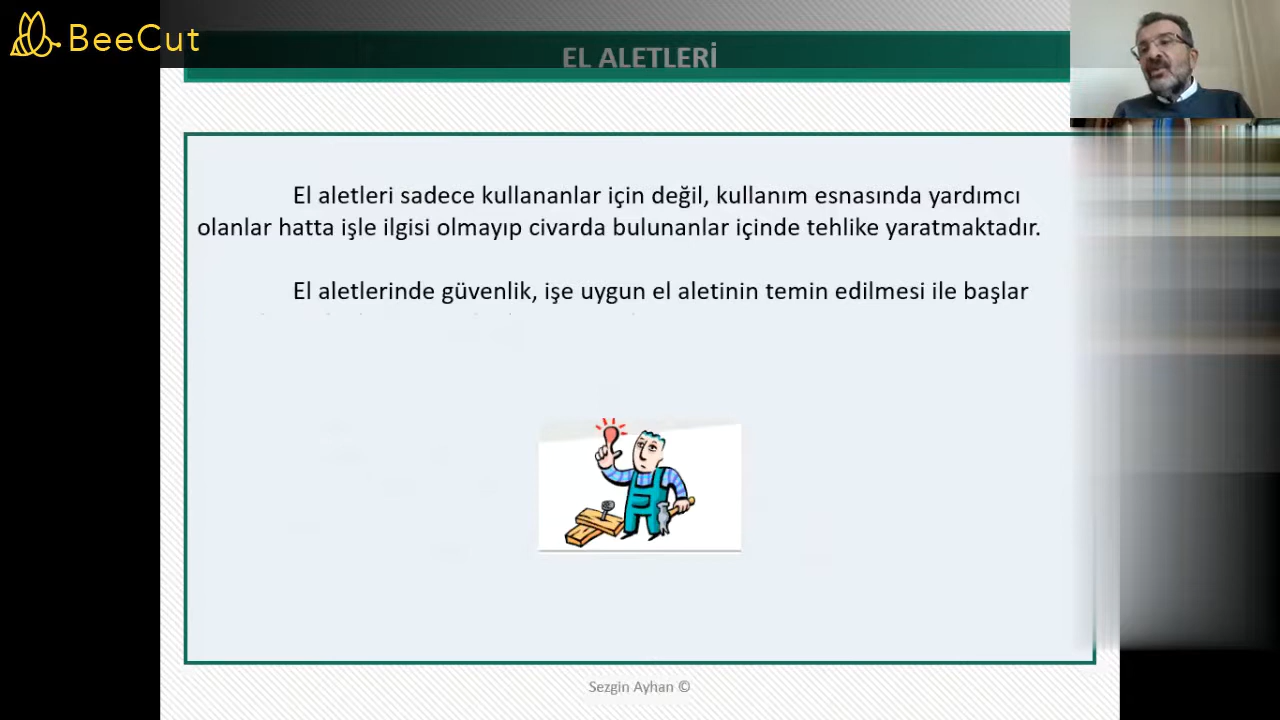 BeeCut
EL ALETLERİ
El aletleri sadece kullananlar için değil, kullanım esnasında yardımcı
olanlar hatta işle ilgisi olmayıp civarda bulunanlar içinde tehlike yaratmaktadır.
El aletlerinde güvenlik, işe uygun el aletinin temin edilmesi ile başlar
Sezgin Ayhan ©